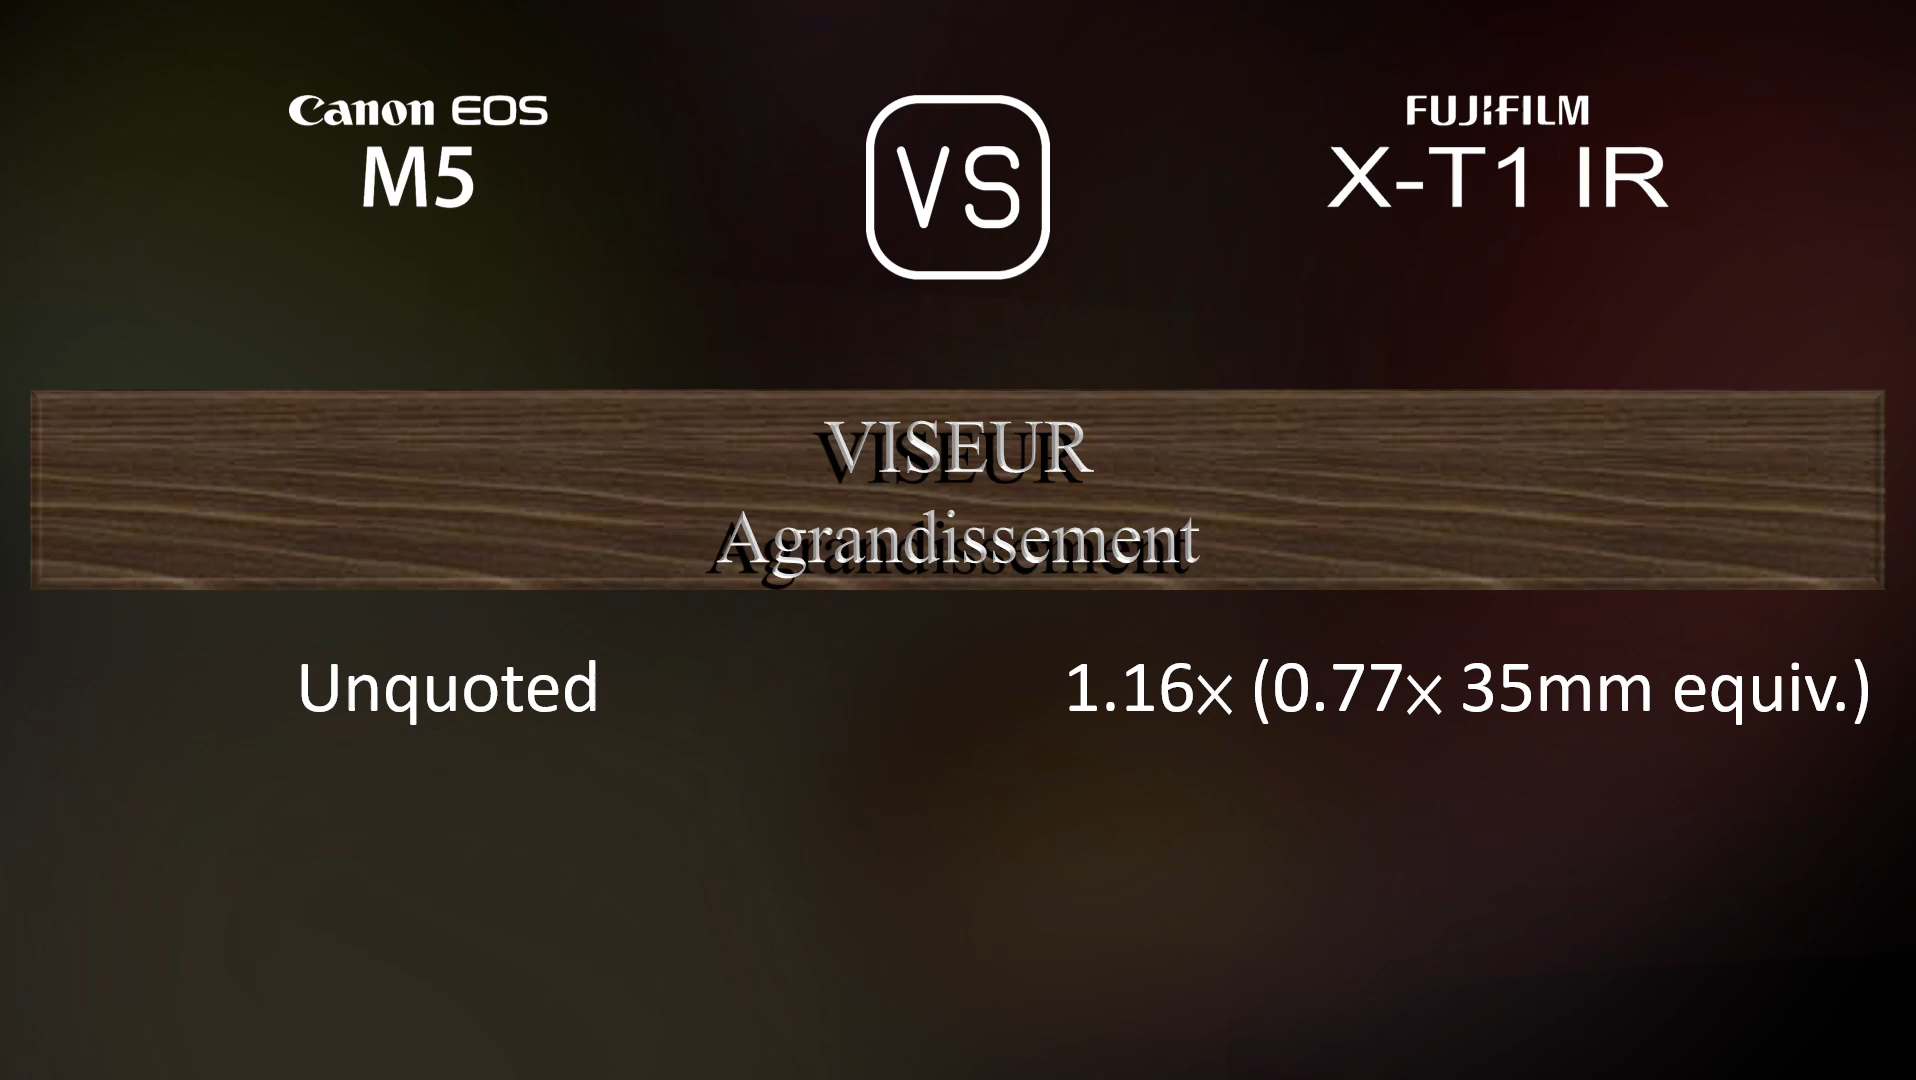 Canon EOS
M5
VS
FUJIFILM
X-T1 IR
VISEUR
Agrandissement
Unquoted
1.16x (0.77x 35mm equiv.)